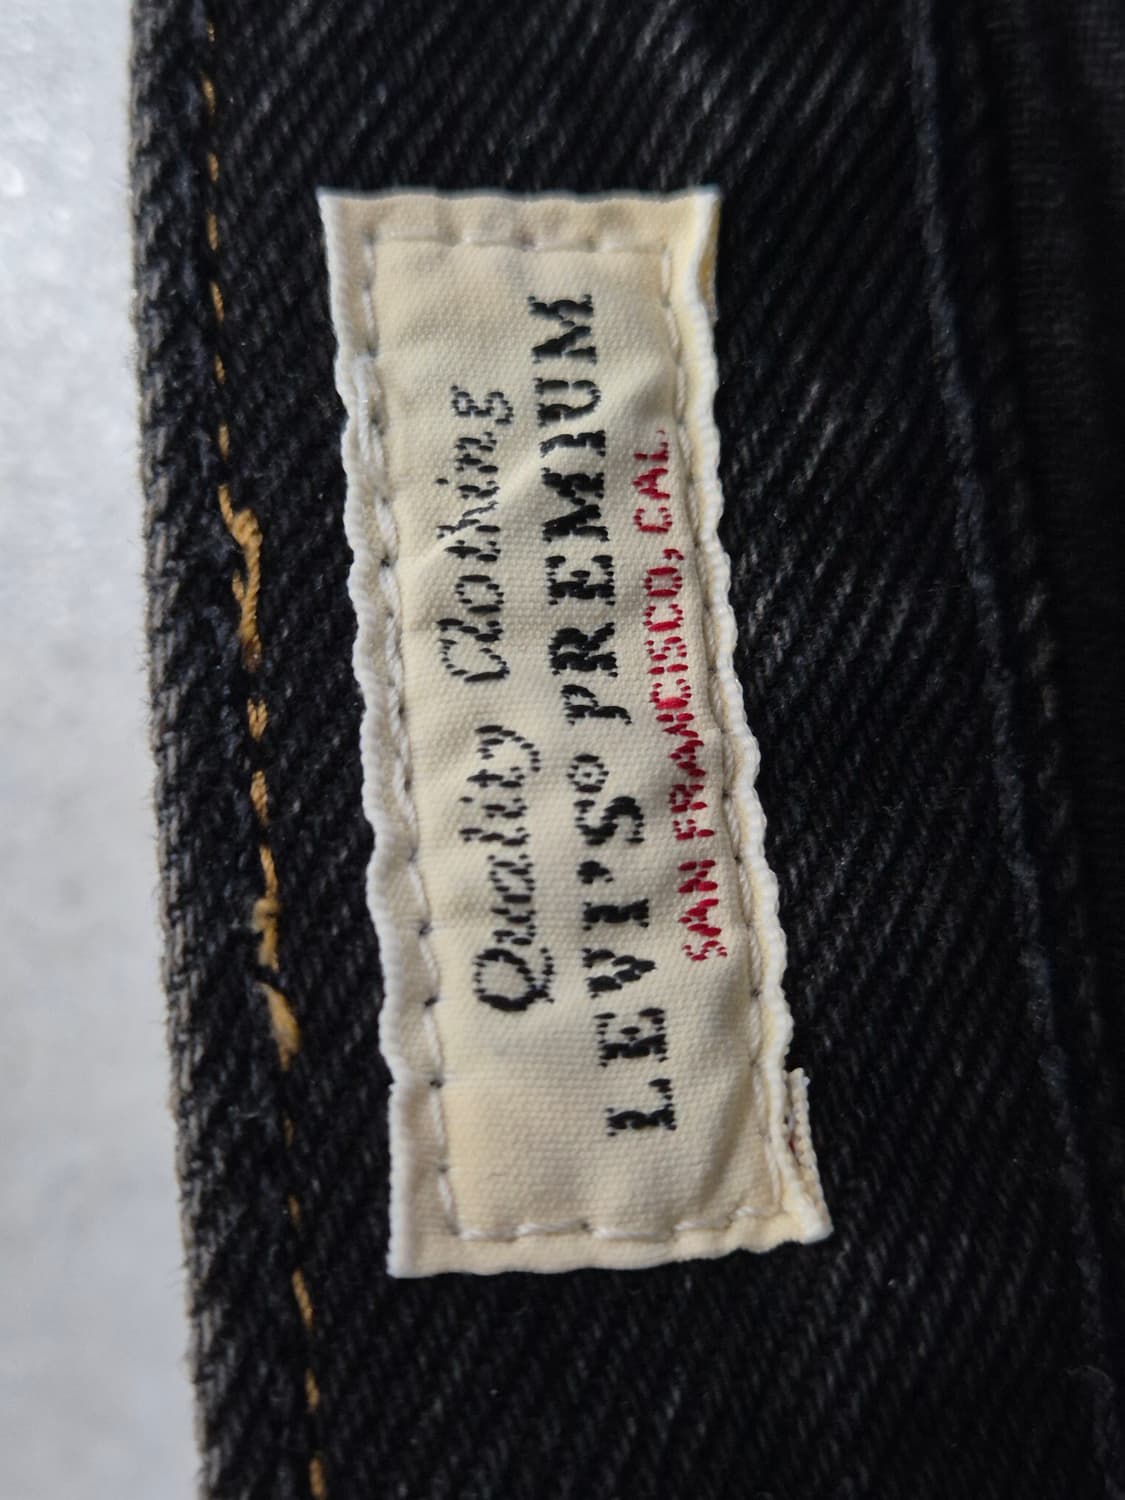 Quality Clothing
LEVI'S® PREMIUM
SAN FRANCISCO, CAL.